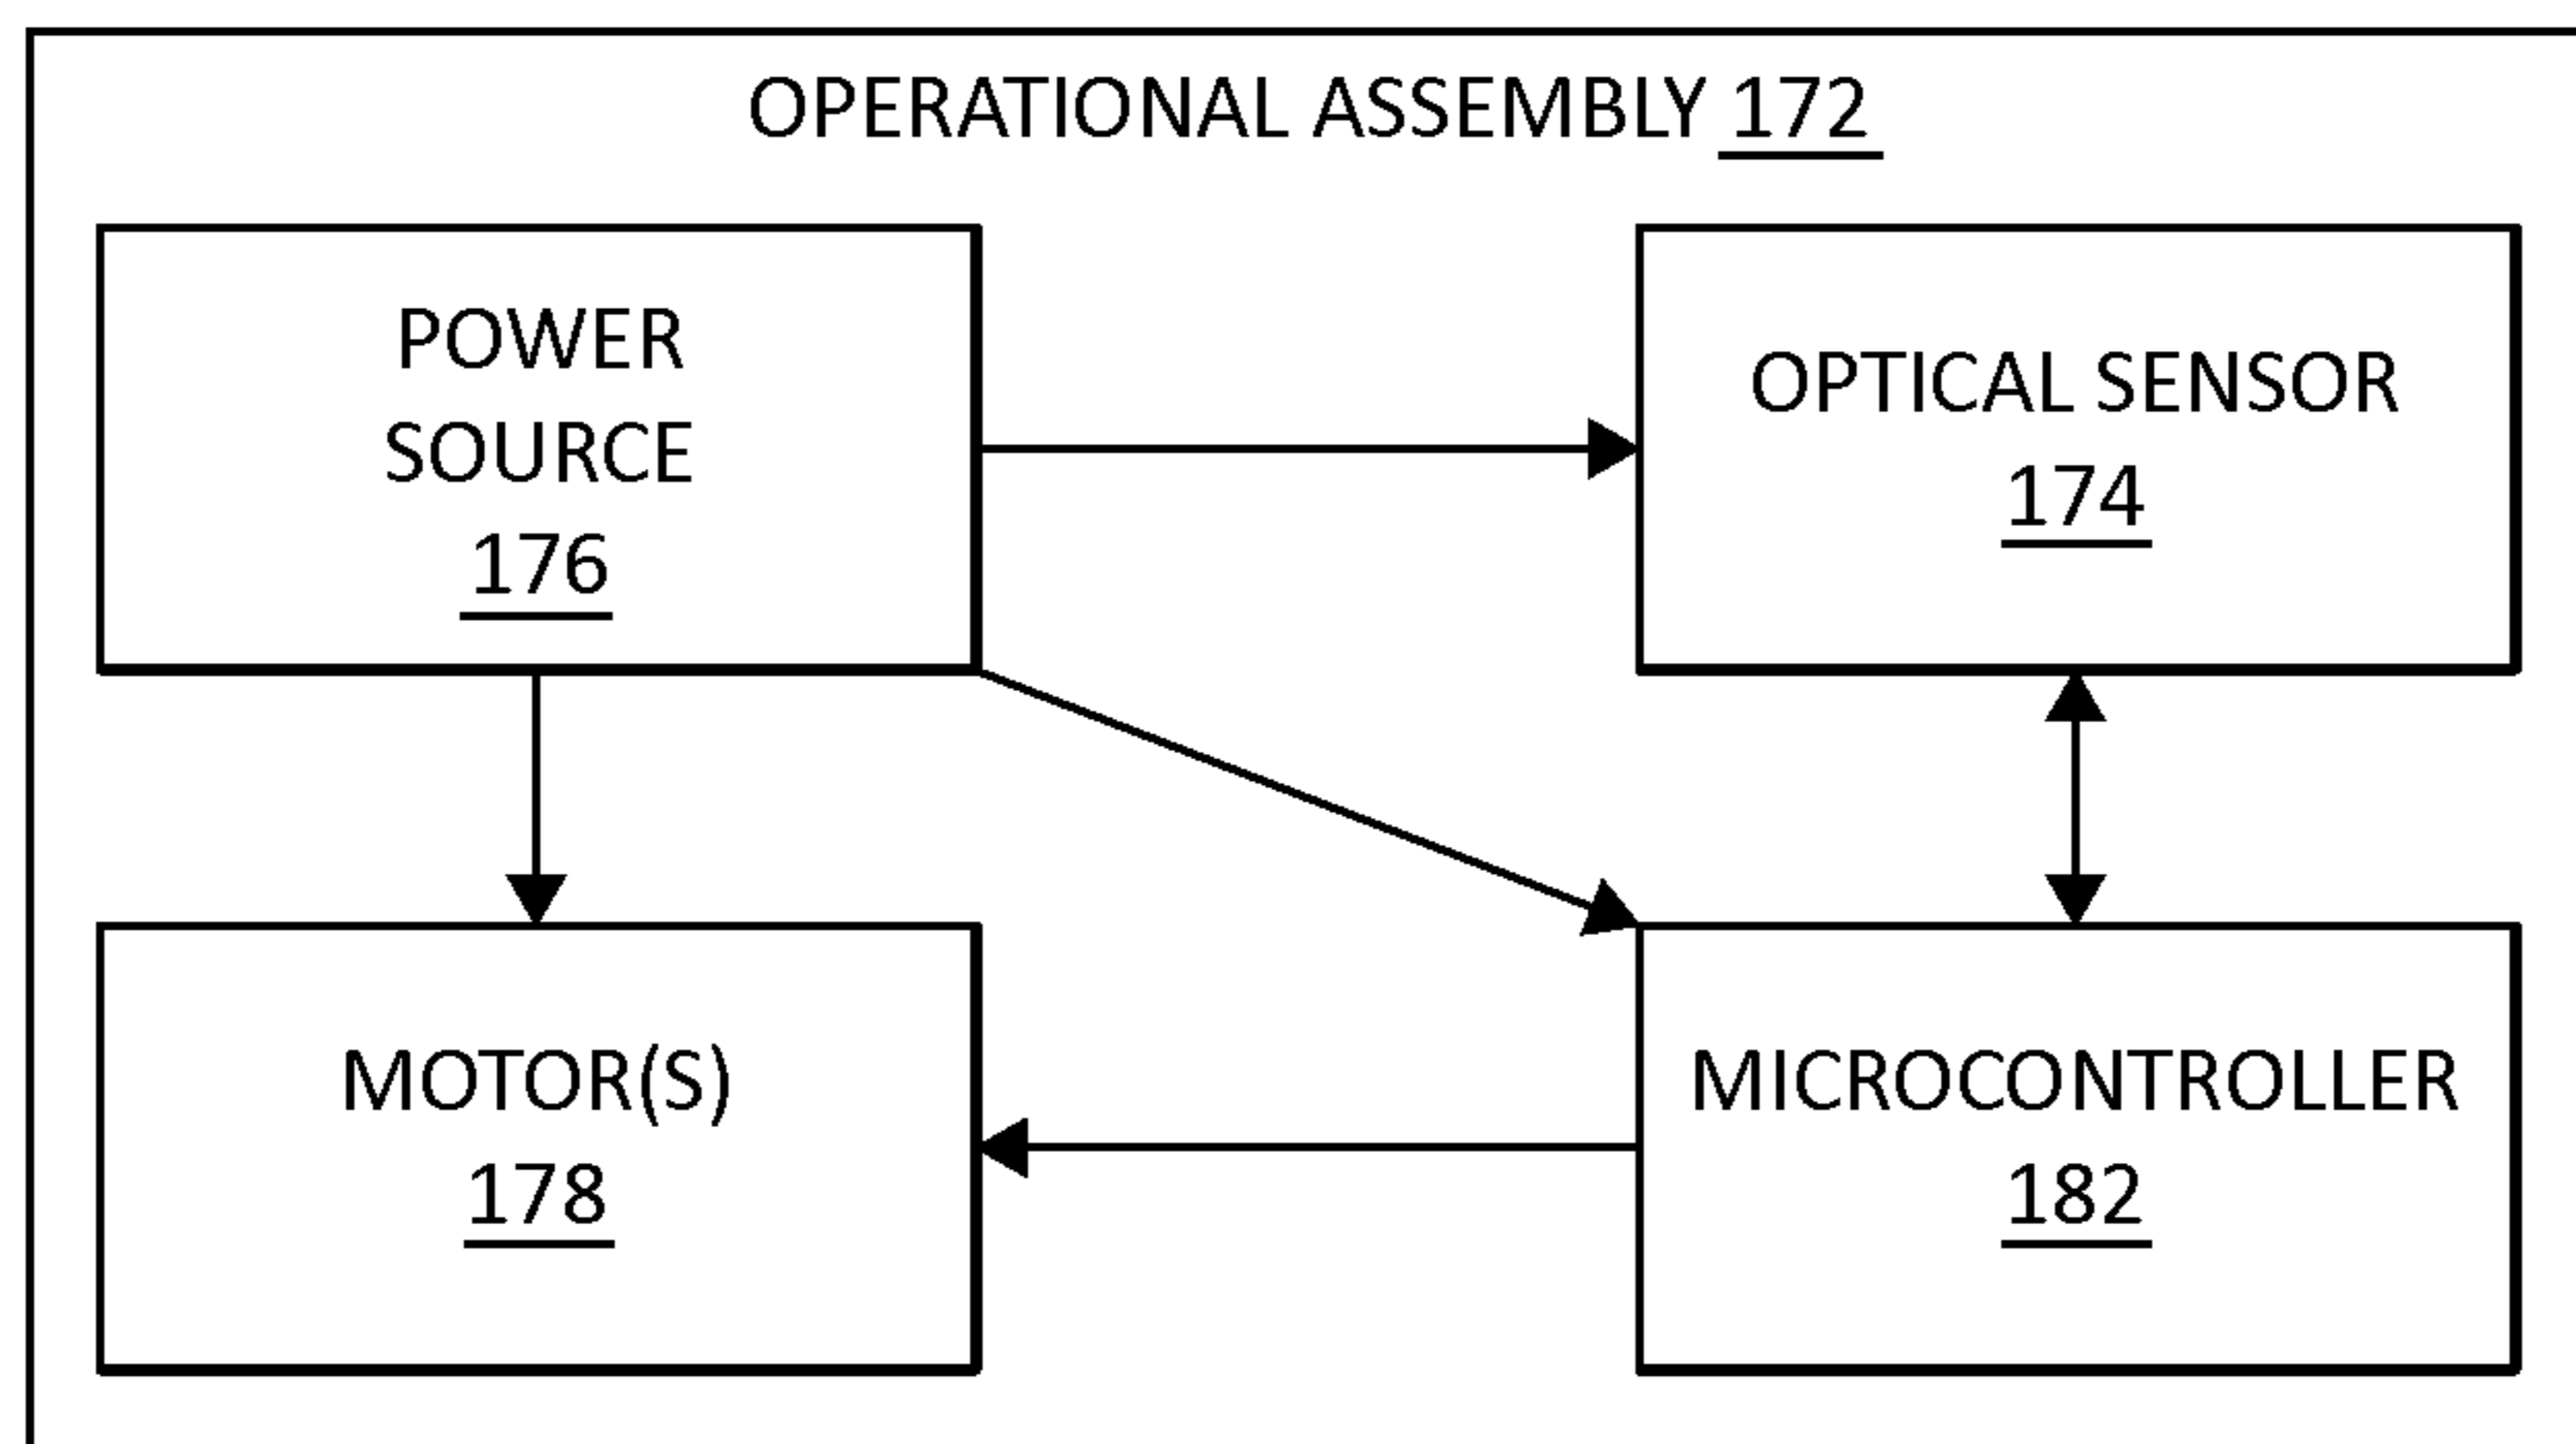 OPERATIONAL ASSEMBLY 172
POWER
SOURCE
176
OPTICAL SENSOR
174
MOTOR(S)
178
MICROCONTROLLER
182